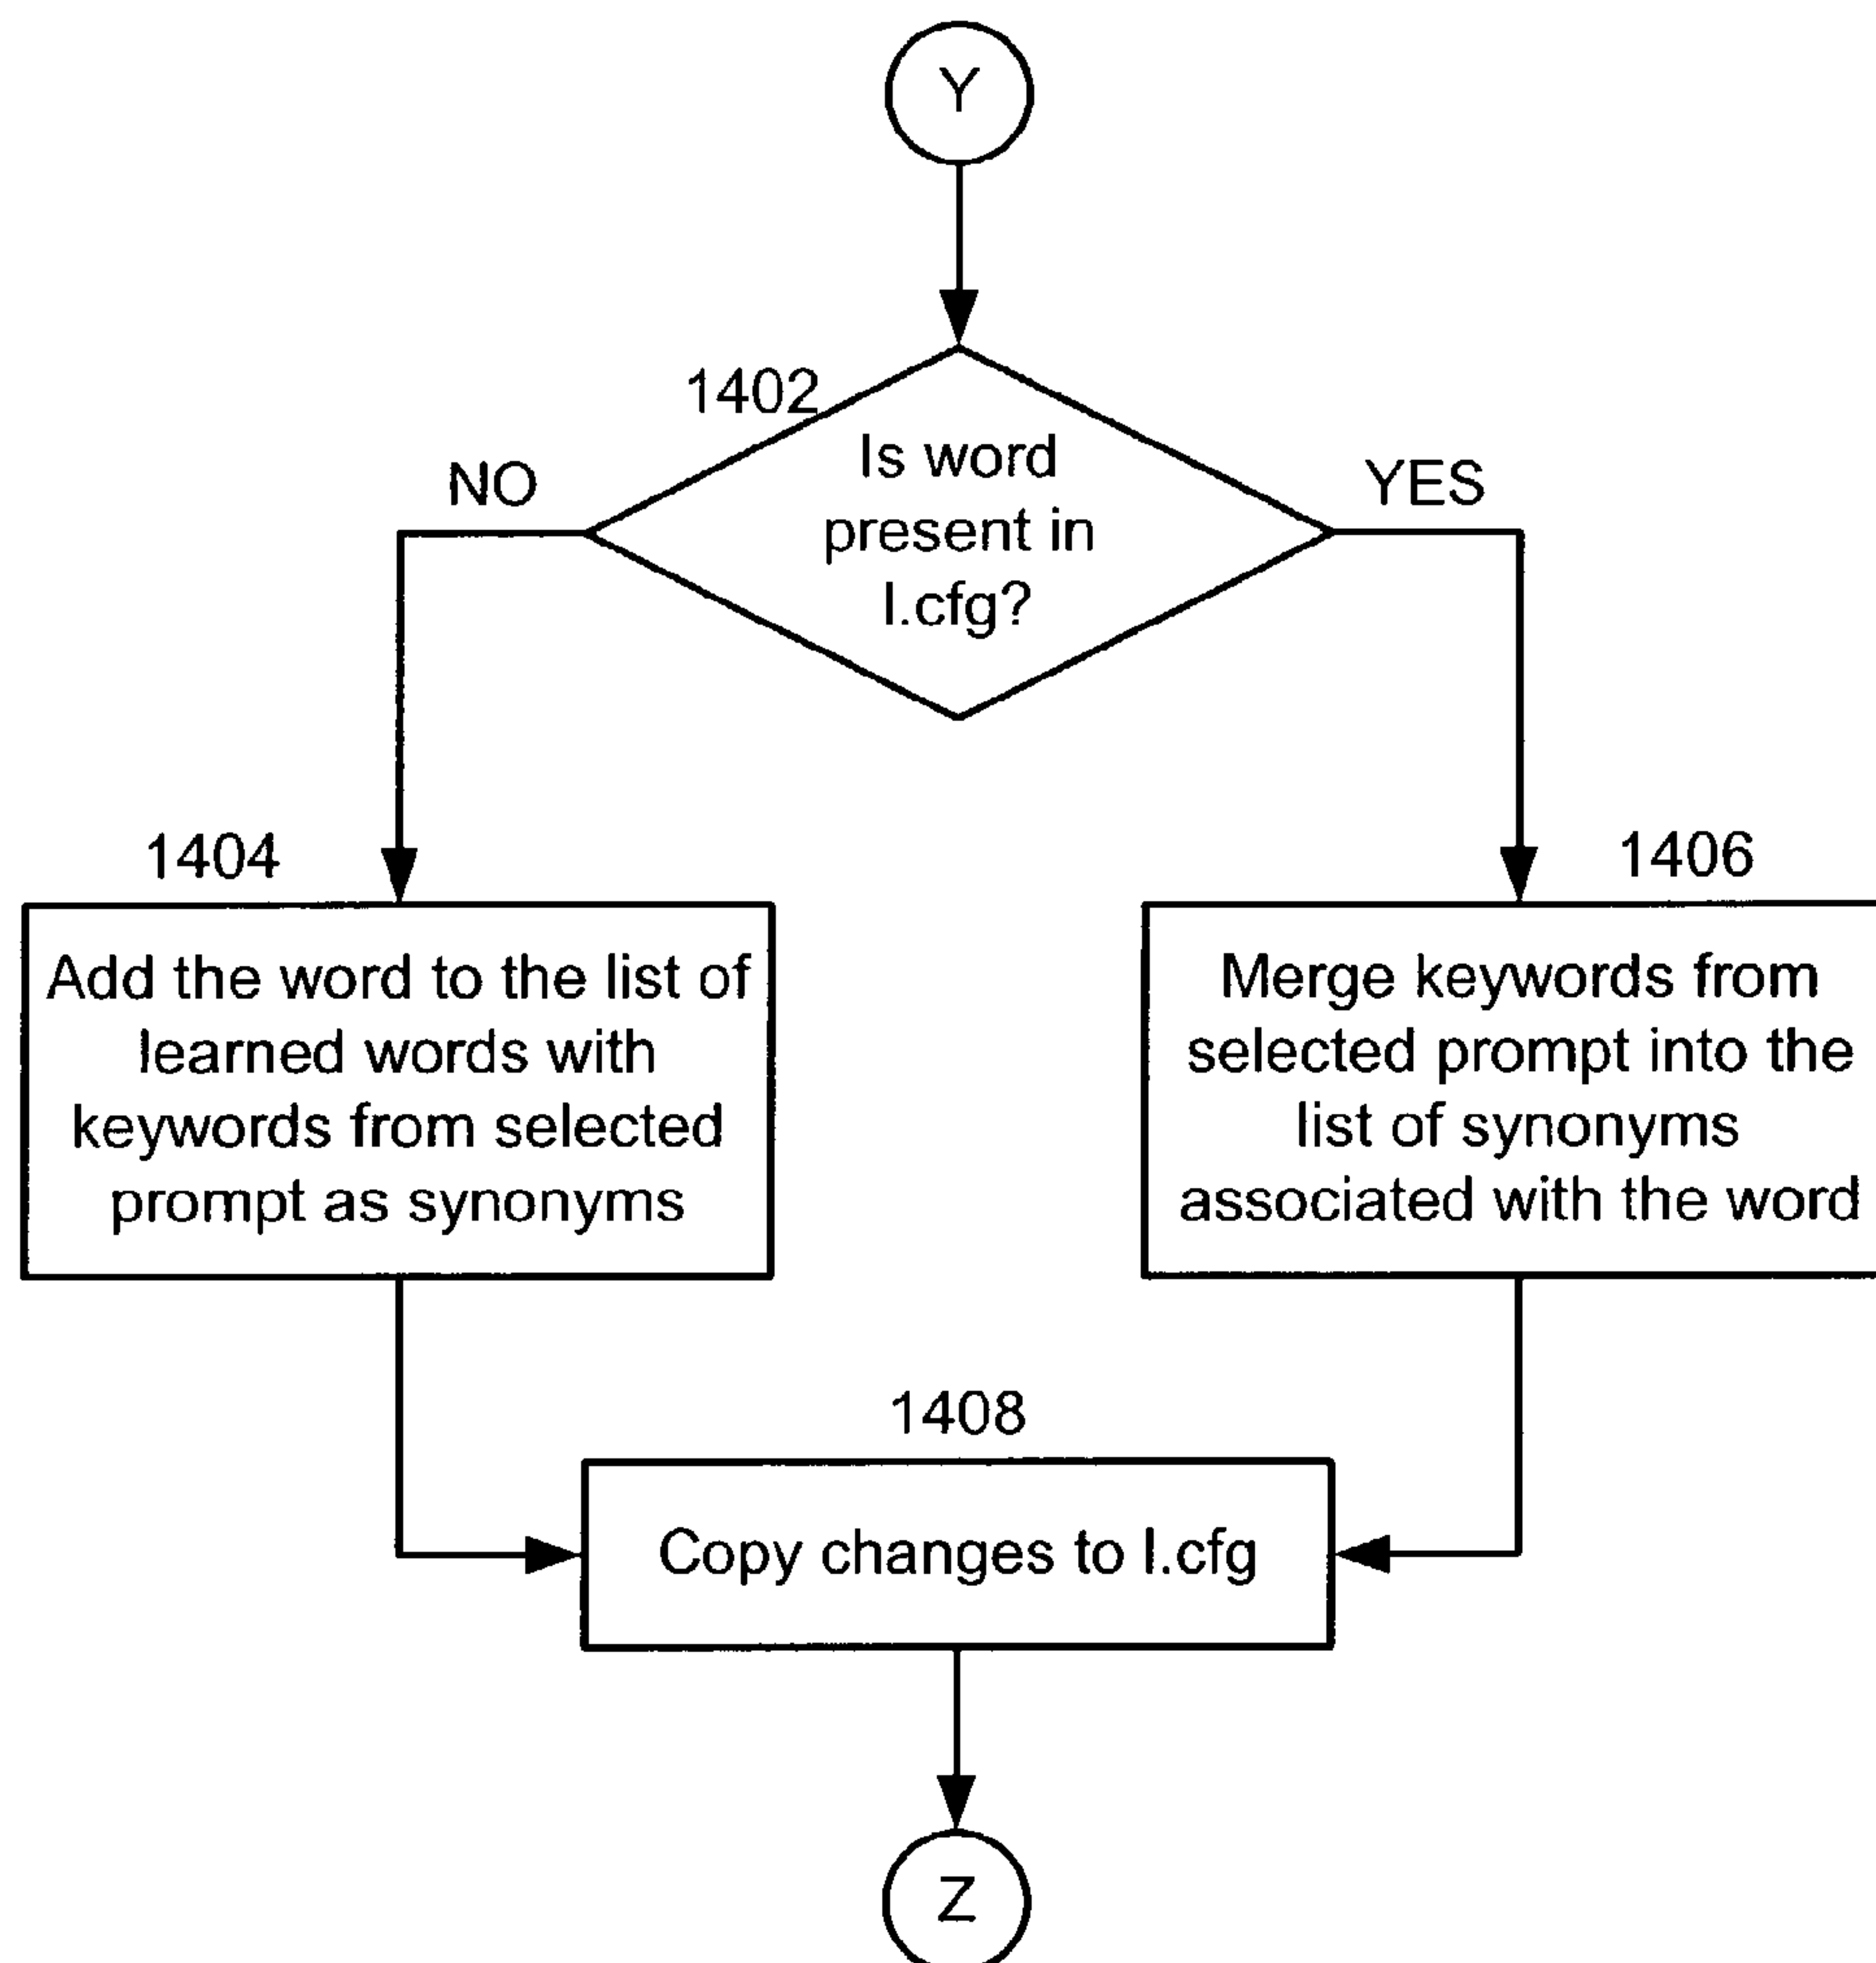 Y
1402
Is word
present in
l.cfg?
NO
YES
1404
Add the word to the list of
learned words with
keywords from selected
prompt as synonyms
1406
Merge keywords from
selected prompt into the
list of synonyms
associated with the word
1408
Copy changes to l.cfg
Z